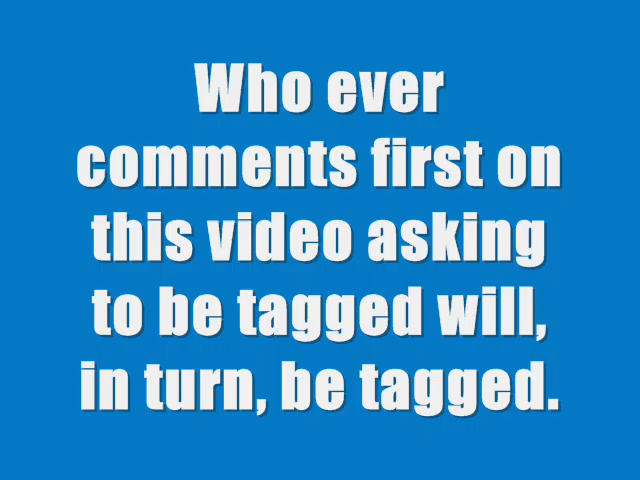 Who ever
comments first on
this video asking
to be tagged will,
in turn, be tagged.